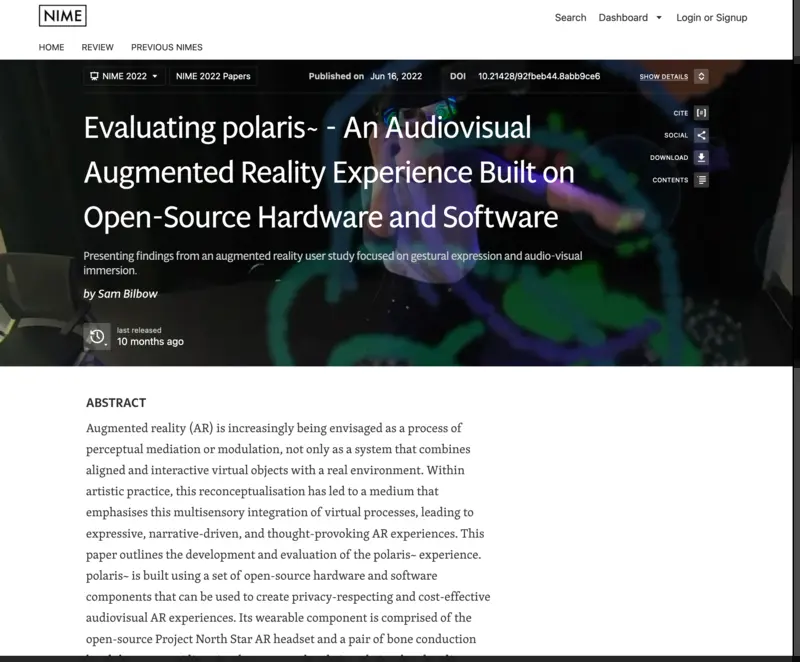 NIME
Search Dashboard Login or Signup
HOME REVIEW PREVIOUS NIMES
NIME 2022 NIME 2022 Papers Published on Jun 16, 2022 DOI 10.21428/92fbeb44.8abb9ce6 SHOW DETAILS
CITE
SOCIAL
DOWNLOAD
CONTENTS
Evaluating polaris~ - An Audiovisual
Augmented Reality Experience Built on
Open-Source Hardware and Software
Presenting findings from an augmented reality user study focused on gestural expression and audio-visual
immersion.
by Sam Bilbow
last released
10 months ago
ABSTRACT
Augmented reality (AR) is increasingly being envisaged as a process of
perceptual mediation or modulation, not only as a system that combines
aligned and interactive virtual objects with a real environment. Within
artistic practice, this reconceptualisation has led to a medium that
emphasises this multisensory integration of virtual processes, leading to
expressive, narrative-driven, and thought-provoking AR experiences. This
paper outlines the development and evaluation of the polaris~ experience.
polaris~ is built using a set of open-source hardware and software
components that can be used to create privacy-respecting and cost-effective
audiovisual AR experiences. Its wearable component is comprised of the
open-source Project North Star AR headset and a pair of bone conduction